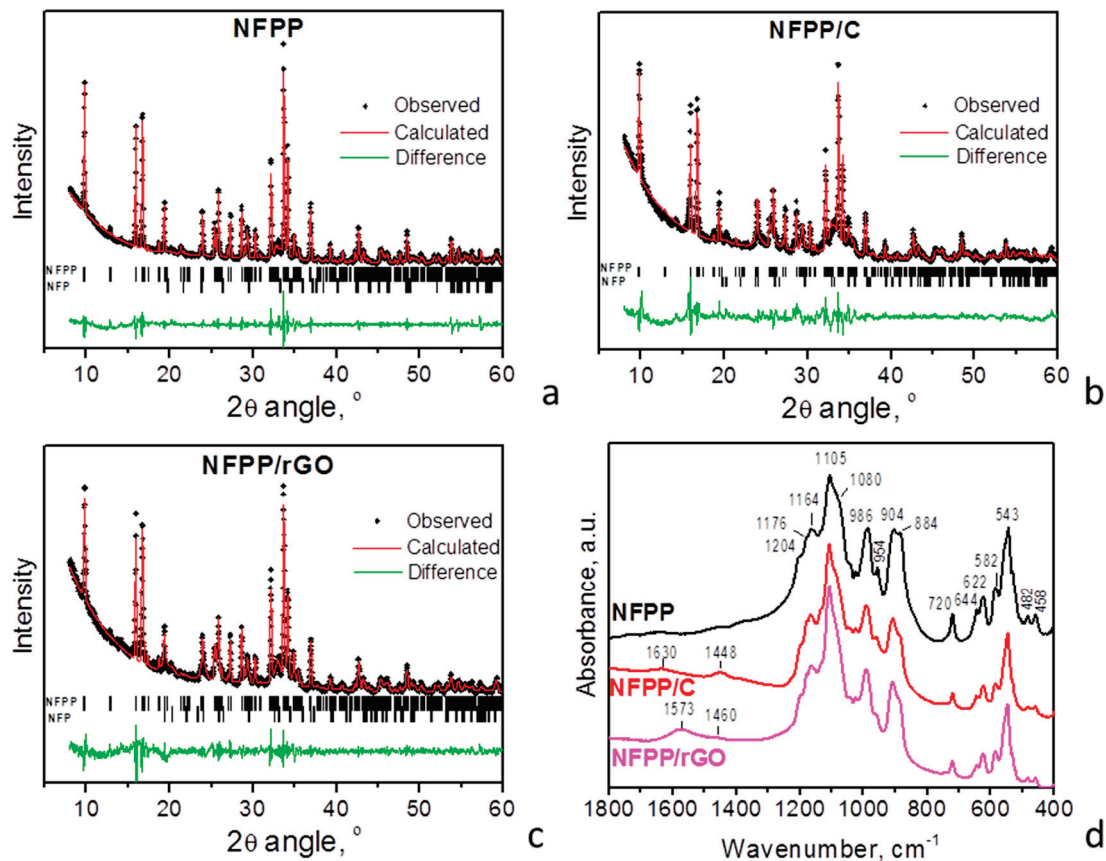 NFPP
Observed
Calculated
Difference
Intensity
NFPP
NFP
10 20 30 40 50 60
2θ angle, °
a
NFPP/C
Observed
Calculated
Difference
Intensity
NFPP
NFP
10 20 30 40 50 60
2θ angle, °
b
NFPP/rGO
Observed
Calculated
Difference
Intensity
NFPP
NFP
10 20 30 40 50 60
2θ angle, °
c
1105
1080
1164
1176
1204
986
954
904
884
720
644
622
582
543
482
458
NFPP
1630
1448
NFPP/C
1573
1460
NFPP/rGO
Absorbance, a.u.
1800 1600 1400 1200 1000 800 600 400
Wavenumber, cm⁻¹
d